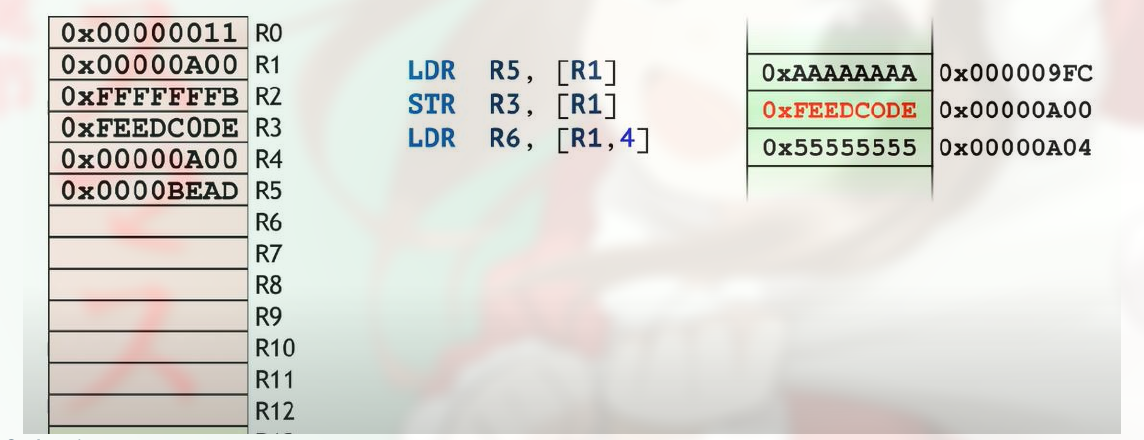 0x00000011 R0
0x00000A00 R1
0xFFFFFFFB R2
0xFEEDC0DE R3
0x00000A00 R4
0x0000BEAD R5
R6
R7
R8
R9
R10
R11
R12
LDR R5, [R1]
STR R3, [R1]
LDR R6, [R1,4]
0xAAAAAAAA 0x000009FC
0xFEEDC0DE 0x00000A00
0x55555555 0x00000A04